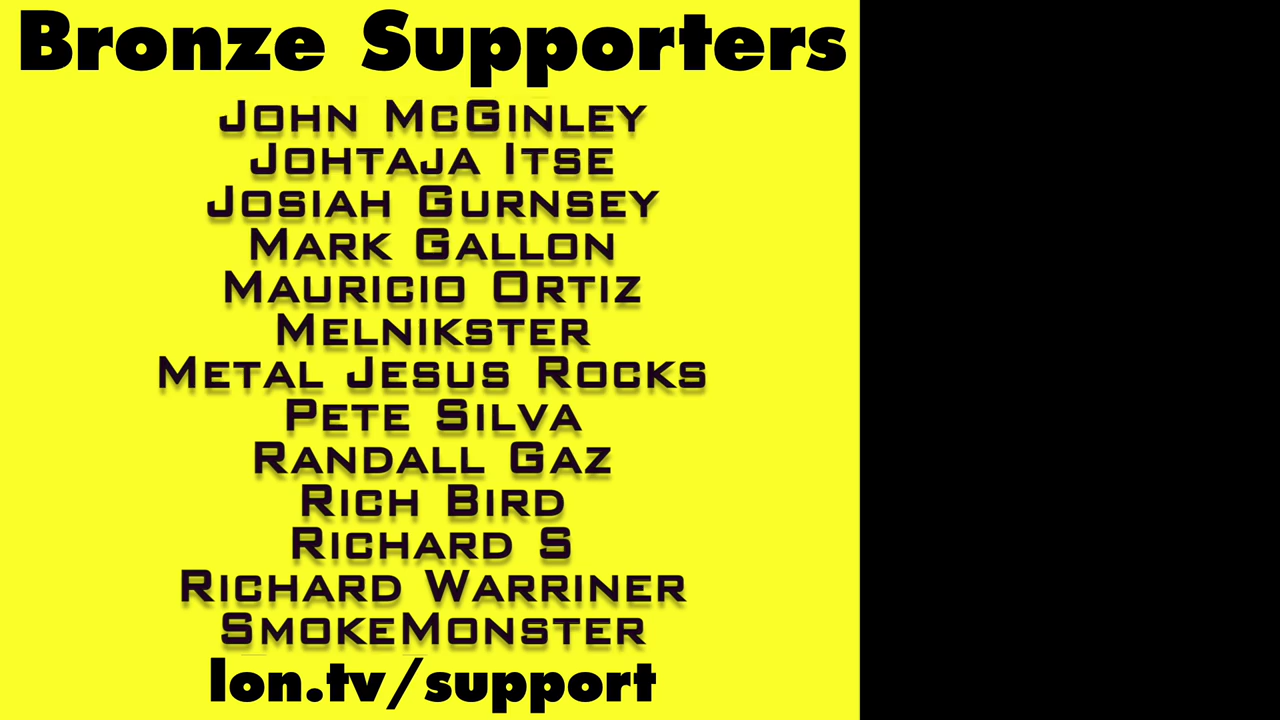 Bronze Supporters
John McGinley
Johtaja Itse
Josiah Gurnsey
Mark Gallon
Mauricio Ortiz
Melnikster
Metal Jesus Rocks
Pete Silva
Randall Gaz
Rich Bird
Richard S
Richard Warriner
SmokeMonster
lon.tv/support